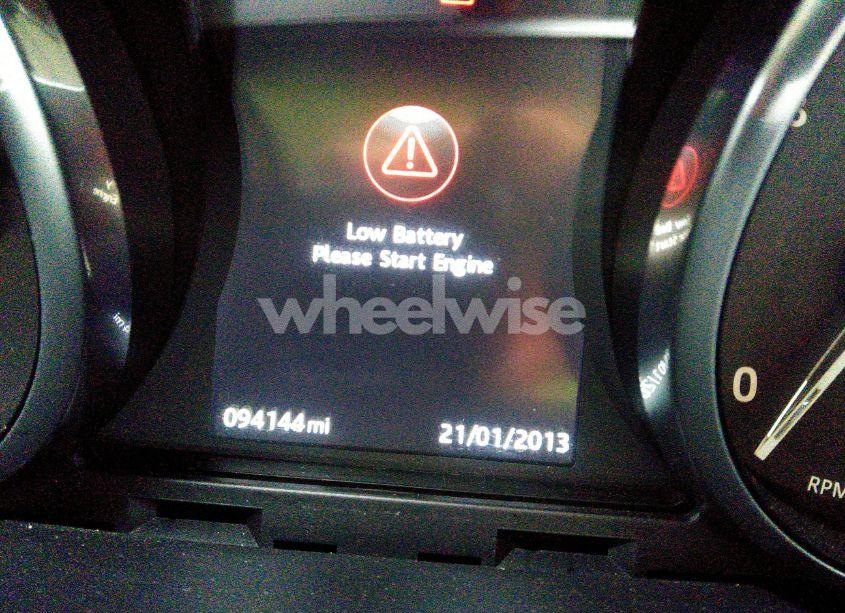 Low Battery
Please Start Engine
wheelwise
094144mi
21/01/2013
0
RPM